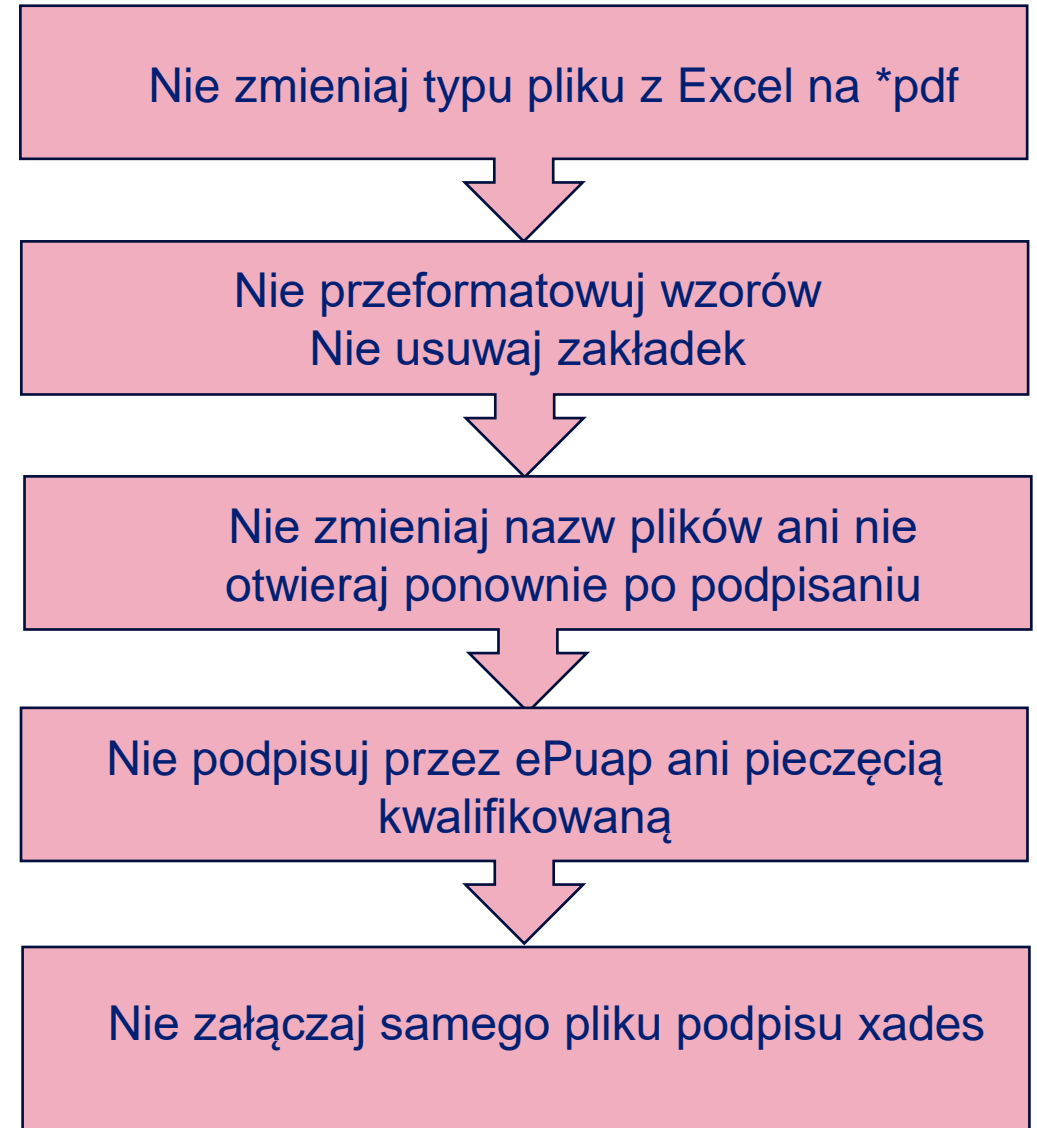 Nie zmieniaj typu pliku z Excel na *pdf
Nie przeformatowuj wzorów
Nie usuwaj zakładek
Nie zmieniaj nazw plików ani nie
otwieraj ponownie po podpisaniu
Nie podpisuj przez ePuap ani pieczęcią
kwalifikowaną
Nie załączaj samego pliku podpisu xades